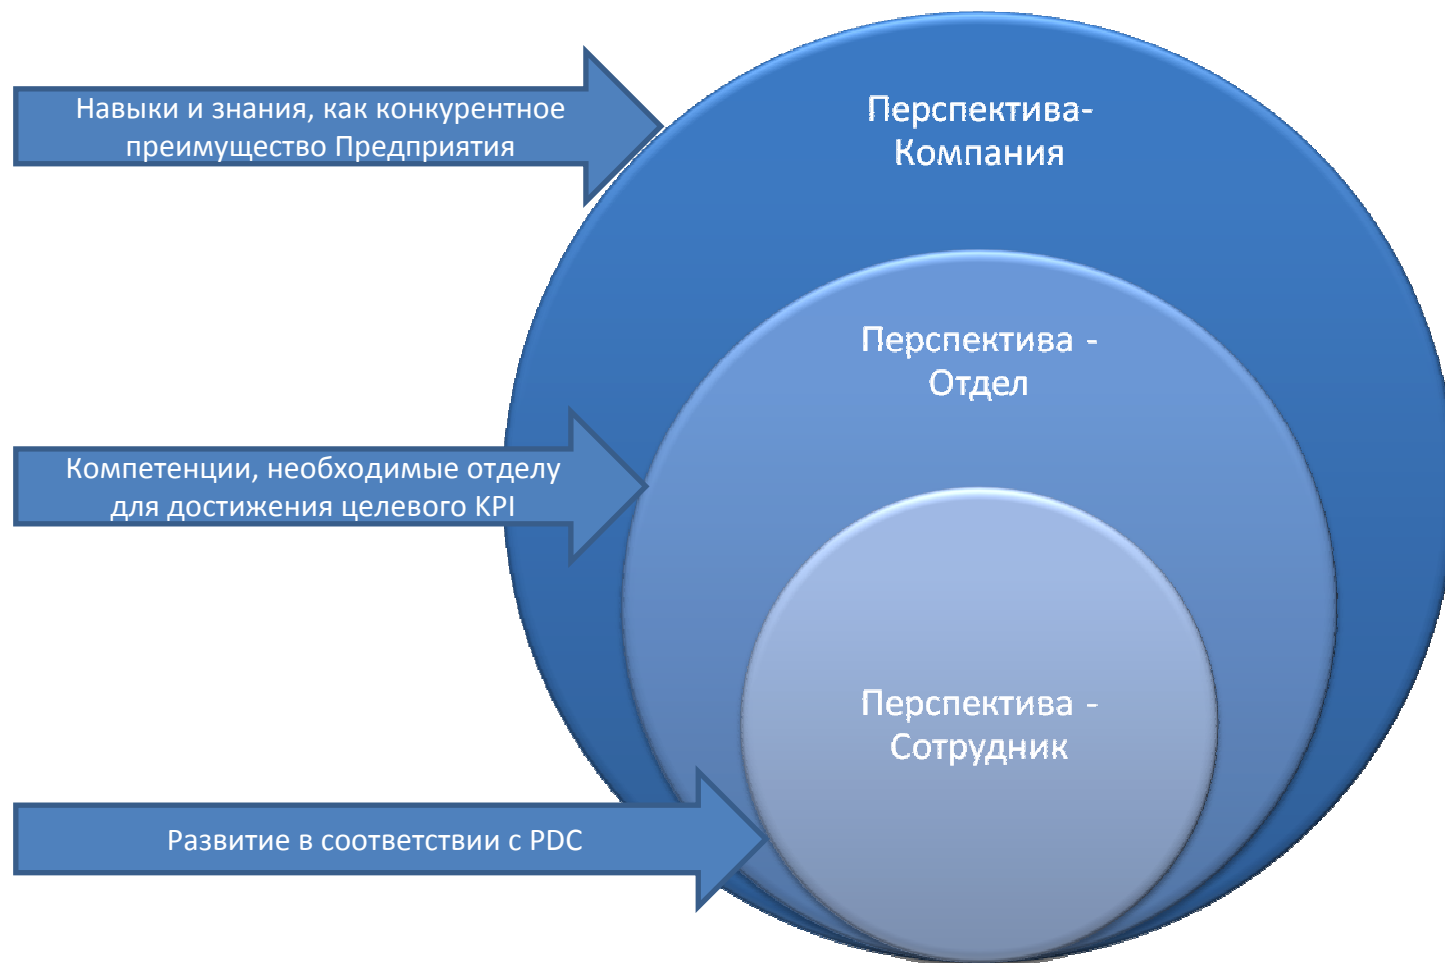 Навыки и знания, как конкурентное
преимущество Предприятия
Перспектива-
Компания
Перспектива -
Отдел
Компетенции, необходимые отделу
для достижения целевого KPI
Перспектива -
Сотрудник
Развитие в соответствии с PDC